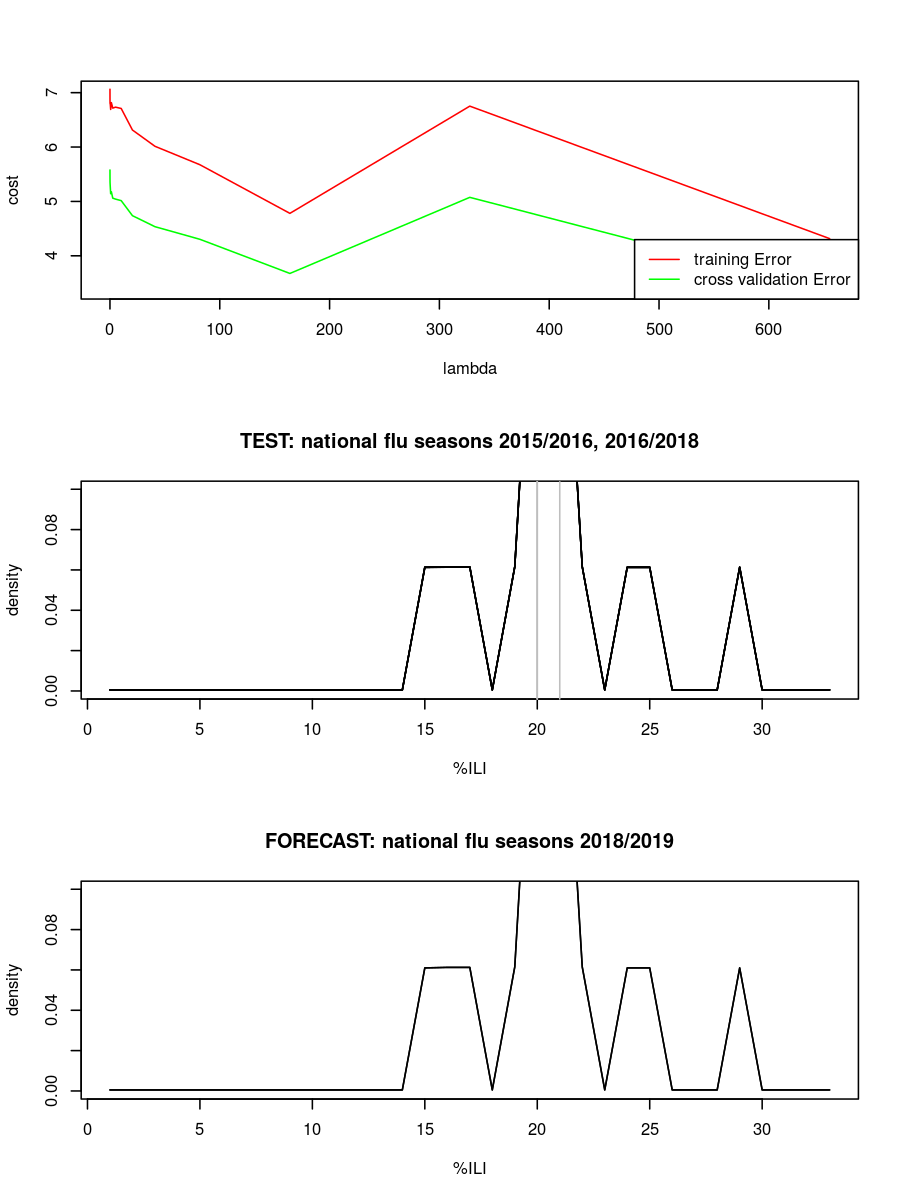 7
6
5
4
cost
training Error
cross validation Error
0 100 200 300 400 500 600
lambda
TEST: national flu seasons 2015/2016, 2016/2018
0.08
0.04
0.00
density
0 5 10 15 20 25 30
%ILI
FORECAST: national flu seasons 2018/2019
0.08
0.04
0.00
density
0 5 10 15 20 25 30
%ILI